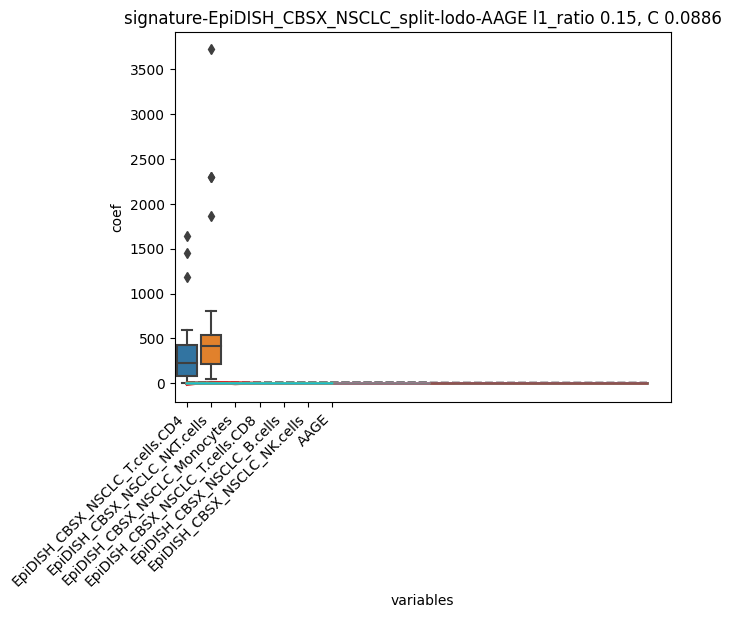 signature-EpiDISH_CBSX_NSCLC_split-lodo-AAGE l1_ratio 0.15, C 0.0886
3500
3000
2500
2000
1500
1000
500
0
coef
EpiDISH_CBSX_NSCLC_T.cells.CD4
EpiDISH_CBSX_NSCLC_NKT.cells
EpiDISH_CBSX_NSCLC_Monocytes
EpiDISH_CBSX_NSCLC_T.cells.CD8
EpiDISH_CBSX_NSCLC_B.cells
EpiDISH_CBSX_NSCLC_NK.cells
AAGE
variables